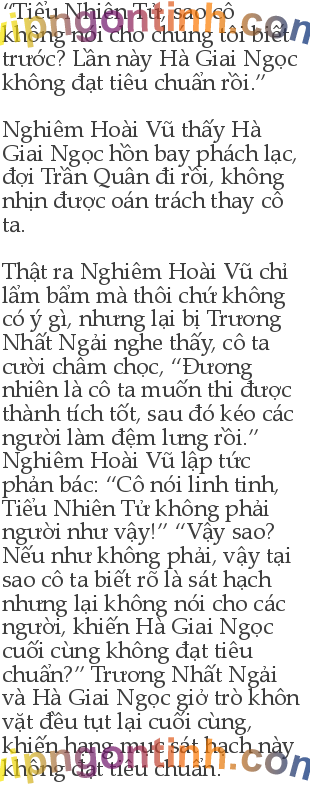 “Tiểu Nhiên Tử, sao cô
không nói cho chúng tôi biết
trước? Lần này Hà Giai Ngọc
không đạt tiêu chuẩn rồi.”
Nghiêm Hoài Vũ thấy Hà
Giai Ngọc hồn bay phách lạc,
đợi Trần Quân đi rồi, không
nhịn được oán trách thay cô
ta.
Thật ra Nghiêm Hoài Vũ chỉ
lẩm bẩm mà thôi chứ không
có ý gì, nhưng lại bị Trương
Nhất Ngải nghe thấy, cô ta
cười châm chọc, “Đương
nhiên là cô ta muốn thi được
thành tích tốt, sau đó kéo các
người làm đệm lưng rồi.”
Nghiêm Hoài Vũ lập tức
phản bác: “Cô nói linh tinh,
Tiểu Nhiên Tử không phải
người như vậy!” “Vậy sao?
Nếu như không phải, vậy tại
sao cô ta biết rõ là sát hạch
nhưng lại không nói cho các
người, khiến Hà Giai Ngọc
cuối cùng không đạt tiêu
chuẩn?” Trương Nhất Ngải
và Hà Giai Ngọc giở trò khôn
vặt đều tụt lại cuối cùng,
khiến hạng mục sát hạch này
không đạt tiêu chuẩn.
vipngontinh.com
vipngontinh.com